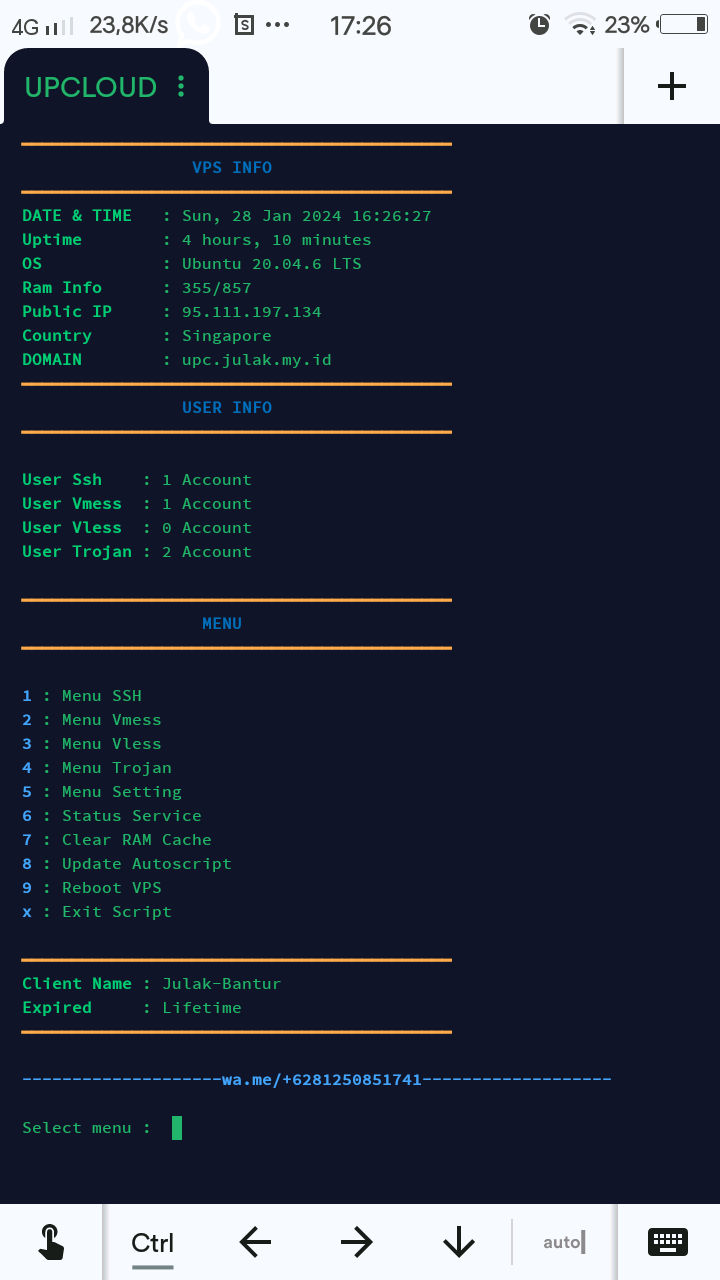 4G 23,8K/s S 17:26 23%
UPCLOUD
VPS INFO
DATE & TIME : Sun, 28 Jan 2024 16:26:27
Uptime : 4 hours, 10 minutes
OS : Ubuntu 20.04.6 LTS
Ram Info : 355/857
Public IP : 95.111.197.134
Country : Singapore
DOMAIN : upc.julak.my.id
USER INFO
User Ssh : 1 Account
User Vmess : 1 Account
User Vless : 0 Account
User Trojan : 2 Account
MENU
1 : Menu SSH
2 : Menu Vmess
3 : Menu Vless
4 : Menu Trojan
5 : Menu Setting
6 : Status Service
7 : Clear RAM Cache
8 : Update Autoscript
9 : Reboot VPS
x : Exit Script
Client Name : Julak-Bantur
Expired : Lifetime
--------------------wa.me/+6281250851741-------------------
Select menu :
Ctrl auto